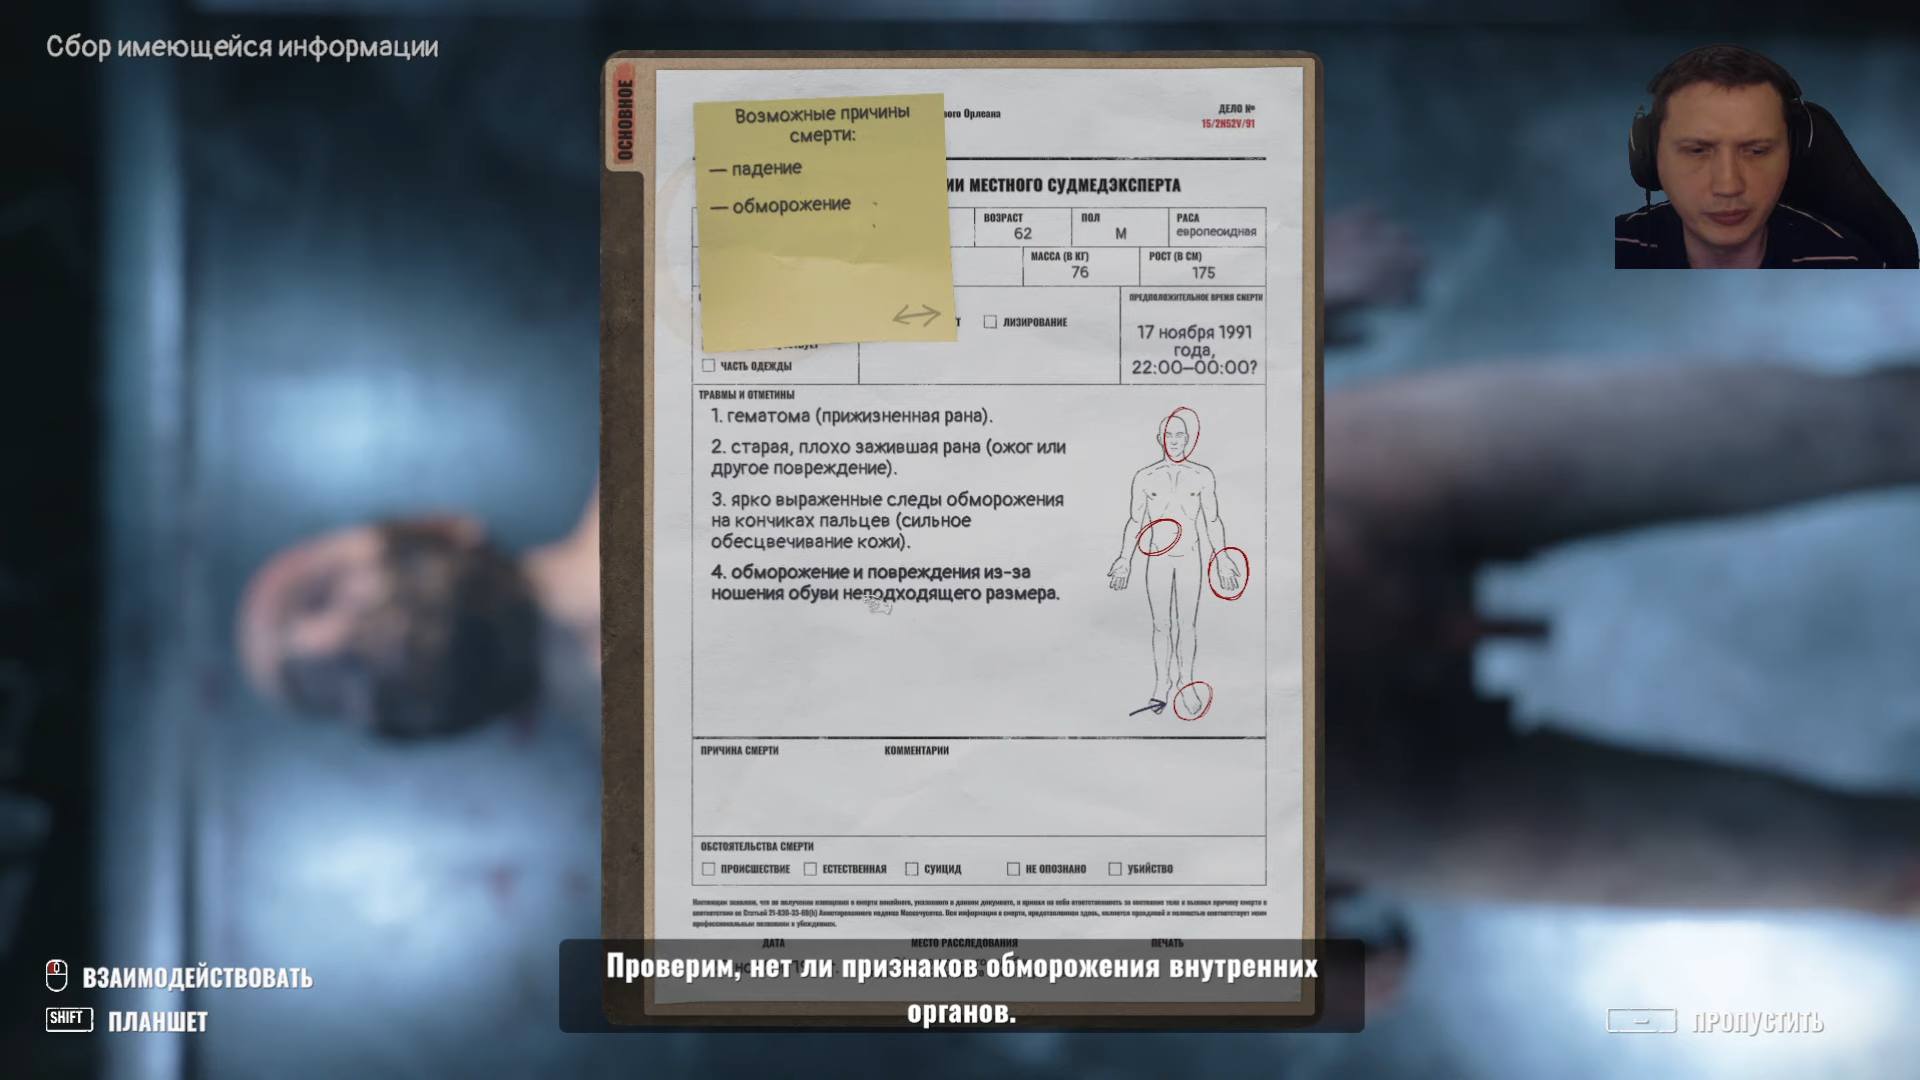 Сбор имеющейся информации
ОСНОВНОЕ
Возможные причины
смерти:
— падение
— обморожение
Орлеана
ДЕЛО №
15/2H52V/91
МЕСТНОГО СУДМЕДЭКСПЕРТА
ВОЗРАСТ
62
ПОЛ
М
РАСА
европеоидная
МАССА (В КГ)
76
РОСТ (В СМ)
175
ЛИЗИРОВАНИЕ
ПРЕДПОЛОЖИТЕЛЬНОЕ ВРЕМЯ СМЕРТИ
17 ноября 1991
года,
22:00—00:00?
ЧАСТЬ ОДЕЖДЫ
ТРАВМЫ И ОТМЕТИНЫ
1. гематома (прижизненная рана).
2. старая, плохо зажившая рана (ожог или
другое повреждение).
3. ярко выраженные следы обморожения
на кончиках пальцев (сильное
обесцвечивание кожи).
4. обморожение и повреждения из-за
ношения обуви неподходящего размера.
ПРИЧИНА СМЕРТИ
КОММЕНТАРИИ
ОБСТОЯТЕЛЬСТВА СМЕРТИ
ПРОИСШЕСТВИЕ
ЕСТЕСТВЕННАЯ
СУИЦИД
НЕ ОПОЗНАНО
УБИЙСТВО
ДАТА
МЕСТО РАССЛЕДОВАНИЯ
ПЕЧАТЬ
Проверим, нет ли признаков обморожения внутренних
органов.
ВЗАИМОДЕЙСТВОВАТЬ
SHIFT ПЛАНШЕТ
ПРОПУСТИТЬ